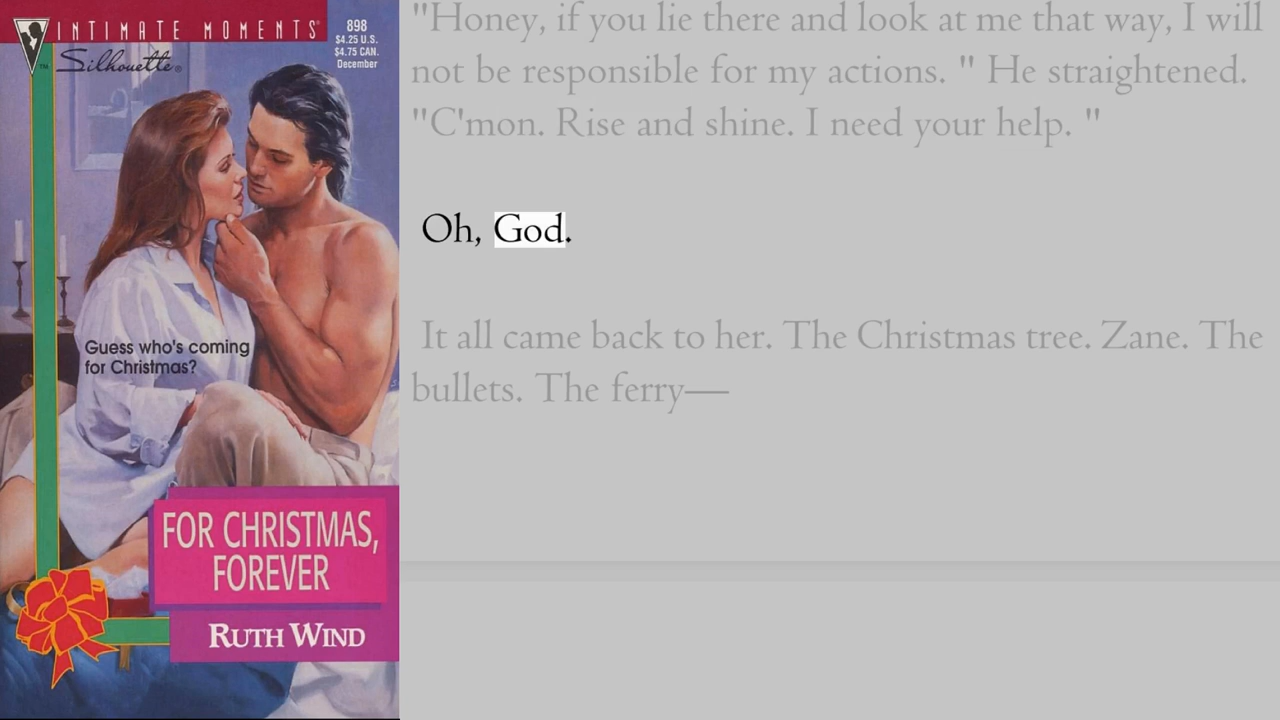 INTIMATE MOMENTS®
898
$4.25 U.S.
$4.75 CAN.
December
TM
Silhouette®
Guess who's coming
for Christmas?
FOR CHRISTMAS,
FOREVER
RUTH WIND
"Honey, if you lie there and look at me that way, I will
not be responsible for my actions. " He straightened.
"C'mon. Rise and shine. I need your help. "
Oh, God.
It all came back to her. The Christmas tree. Zane. The
bullets. The ferry—